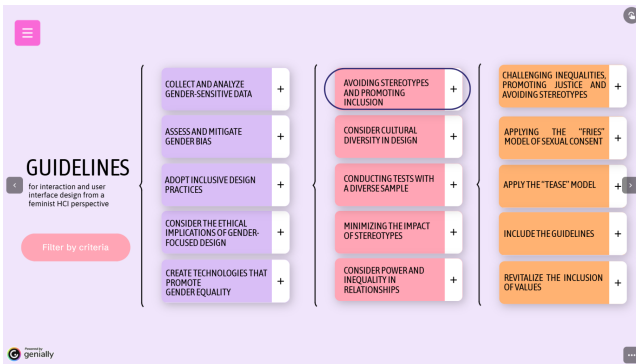 GUIDELINES
for interaction and user
interface design from a
feminist HCI perspective
Filter by criteria
COLLECT AND ANALYZE
GENDER-SENSITIVE DATA
+
ASSESS AND MITIGATE
GENDER BIAS
+
ADOPT INCLUSIVE DESIGN
PRACTICES
+
CONSIDER THE ETHICAL
IMPLICATIONS OF GENDER-
FOCUSED DESIGN
+
CREATE TECHNOLOGIES THAT
PROMOTE
GENDER EQUALITY
+
AVOIDING STEREOTYPES
AND PROMOTING
INCLUSION
+
CONSIDER CULTURAL
DIVERSITY IN DESIGN
+
CONDUCTING TESTS WITH
A DIVERSE SAMPLE
+
MINIMIZING THE IMPACT
OF STEREOTYPES
+
CONSIDER POWER AND
INEQUALITY IN
RELATIONSHIPS
+
CHALLENGING INEQUALITIES,
PROMOTING JUSTICE AND
AVOIDING STEREOTYPES
+
APPLYING THE "FRIES"
MODEL OF SEXUAL CONSENT
+
APPLY THE "TEASE" MODEL
+
INCLUDE THE GUIDELINES
+
REVITALIZE THE INCLUSION
OF VALUES
+
Powered by
genially